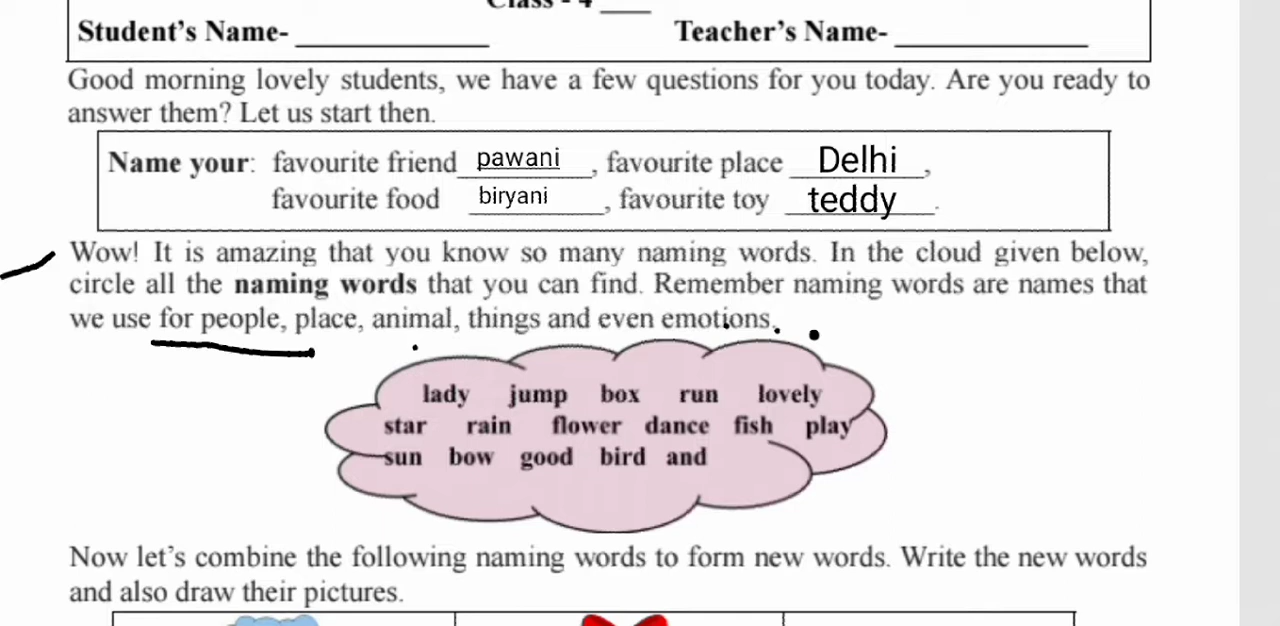 Class - 4 ____
Student's Name- ____________ Teacher's Name- ____________
Good morning lovely students, we have a few questions for you today. Are you ready to
answer them? Let us start then.
Name your: favourite friend pawani, favourite place Delhi,
favourite food biryani, favourite toy teddy.
Wow! It is amazing that you know so many naming words. In the cloud given below,
circle all the naming words that you can find. Remember naming words are names that
we use for people, place, animal, things and even emotions.
lady jump box run lovely
star rain flower dance fish play
sun bow good bird and
Now let's combine the following naming words to form new words. Write the new words
and also draw their pictures.